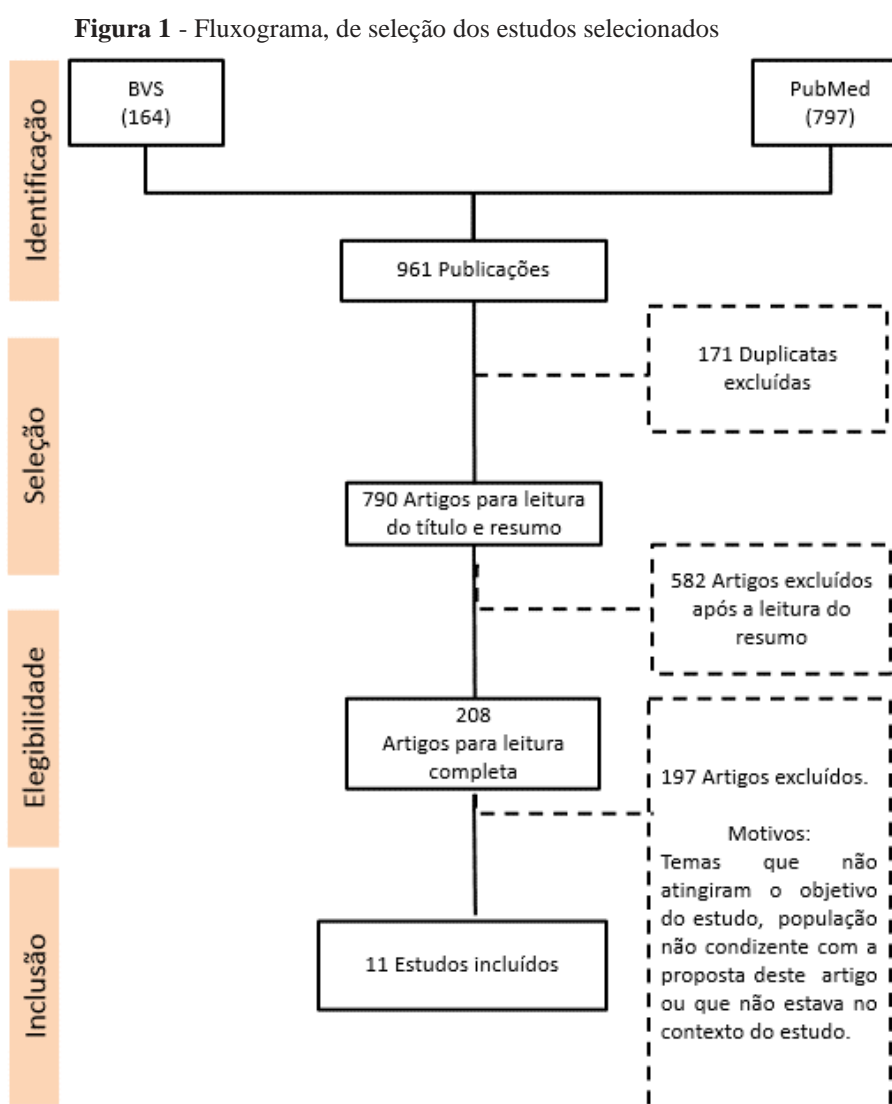 Figura 1 - Fluxograma, de seleção dos estudos selecionados
Identificação
BVS
(164)
PubMed
(797)
961 Publicações
Seleção
171 Duplicatas
excluídas
790 Artigos para leitura
do título e resumo
582 Artigos excluídos
após a leitura do
resumo
Elegibilidade
208
Artigos para leitura
completa
197 Artigos excluídos.
Motivos:
Temas que não
atingiram o objetivo
do estudo, população
não condizente com a
proposta deste artigo
ou que não estava no
contexto do estudo.
Inclusão
11 Estudos incluídos